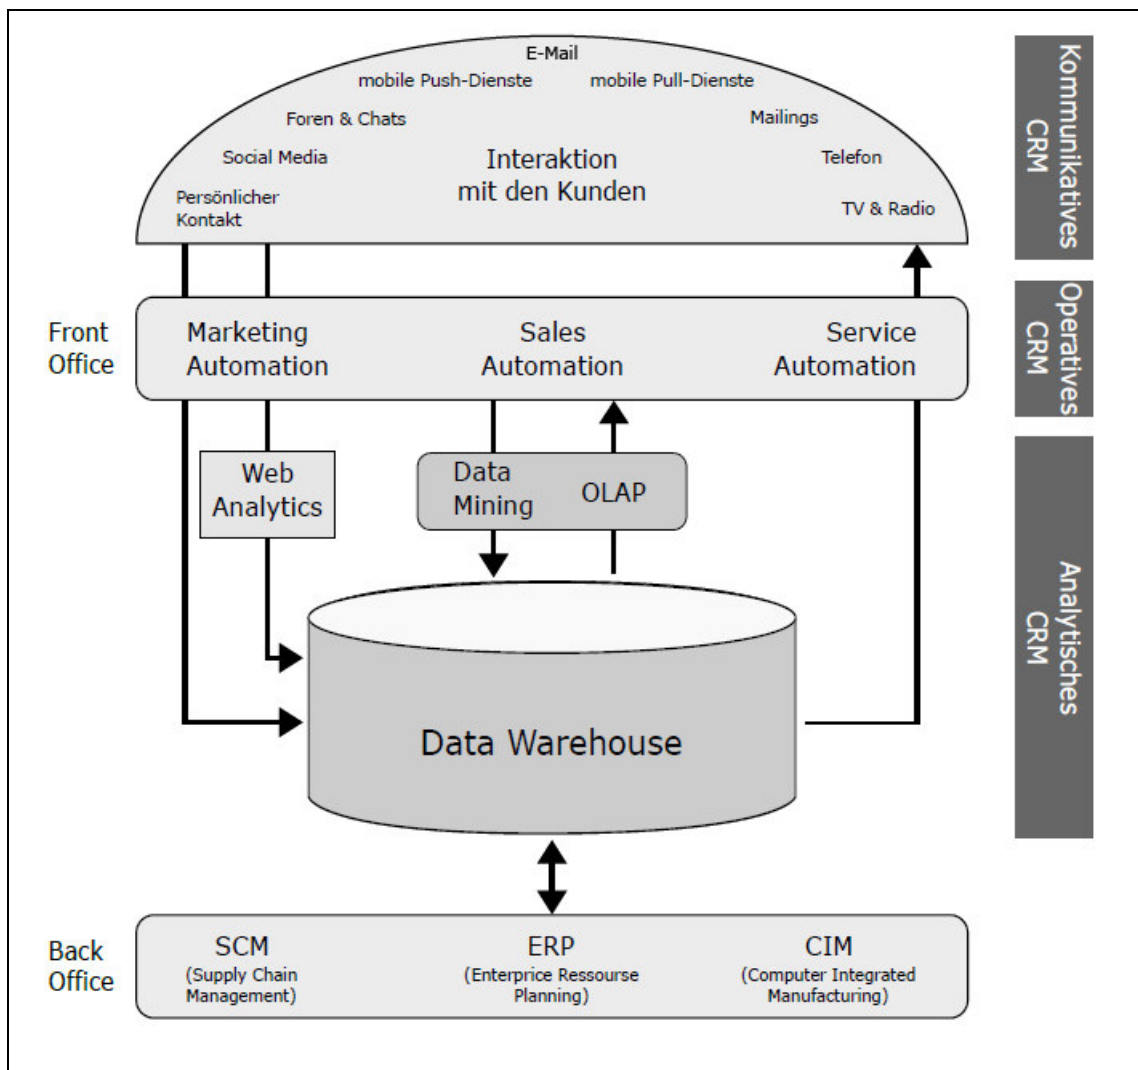 E-Mail
mobile Push-Dienste
mobile Pull-Dienste
Foren & Chats
Mailings
Social Media
Interaktion
mit den Kunden
Telefon
Persönlicher
Kontakt
TV & Radio
Kommunikatives
CRM
Front
Office
Marketing
Automation
Sales
Automation
Service
Automation
Operatives
CRM
Web
Analytics
Data
Mining
OLAP
Data Warehouse
Analytisches
CRM
Back
Office
SCM
(Supply Chain
Management)
ERP
(Enterprice Ressourse
Planning)
CIM
(Computer Integrated
Manufacturing)